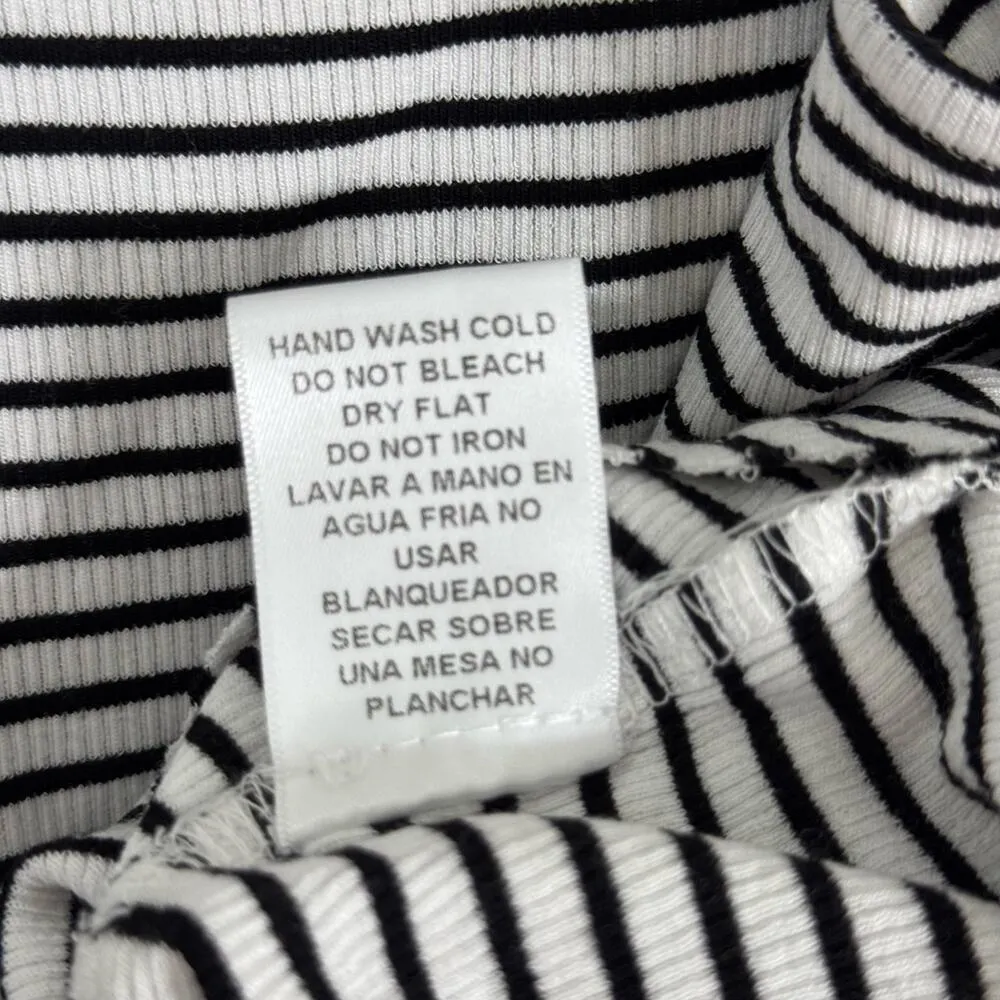 HAND WASH COLD
DO NOT BLEACH
DRY FLAT
DO NOT IRON
LAVAR A MANO EN
AGUA FRIA NO
USAR
BLANQUEADOR
SECAR SOBRE
UNA MESA NO
PLANCHAR